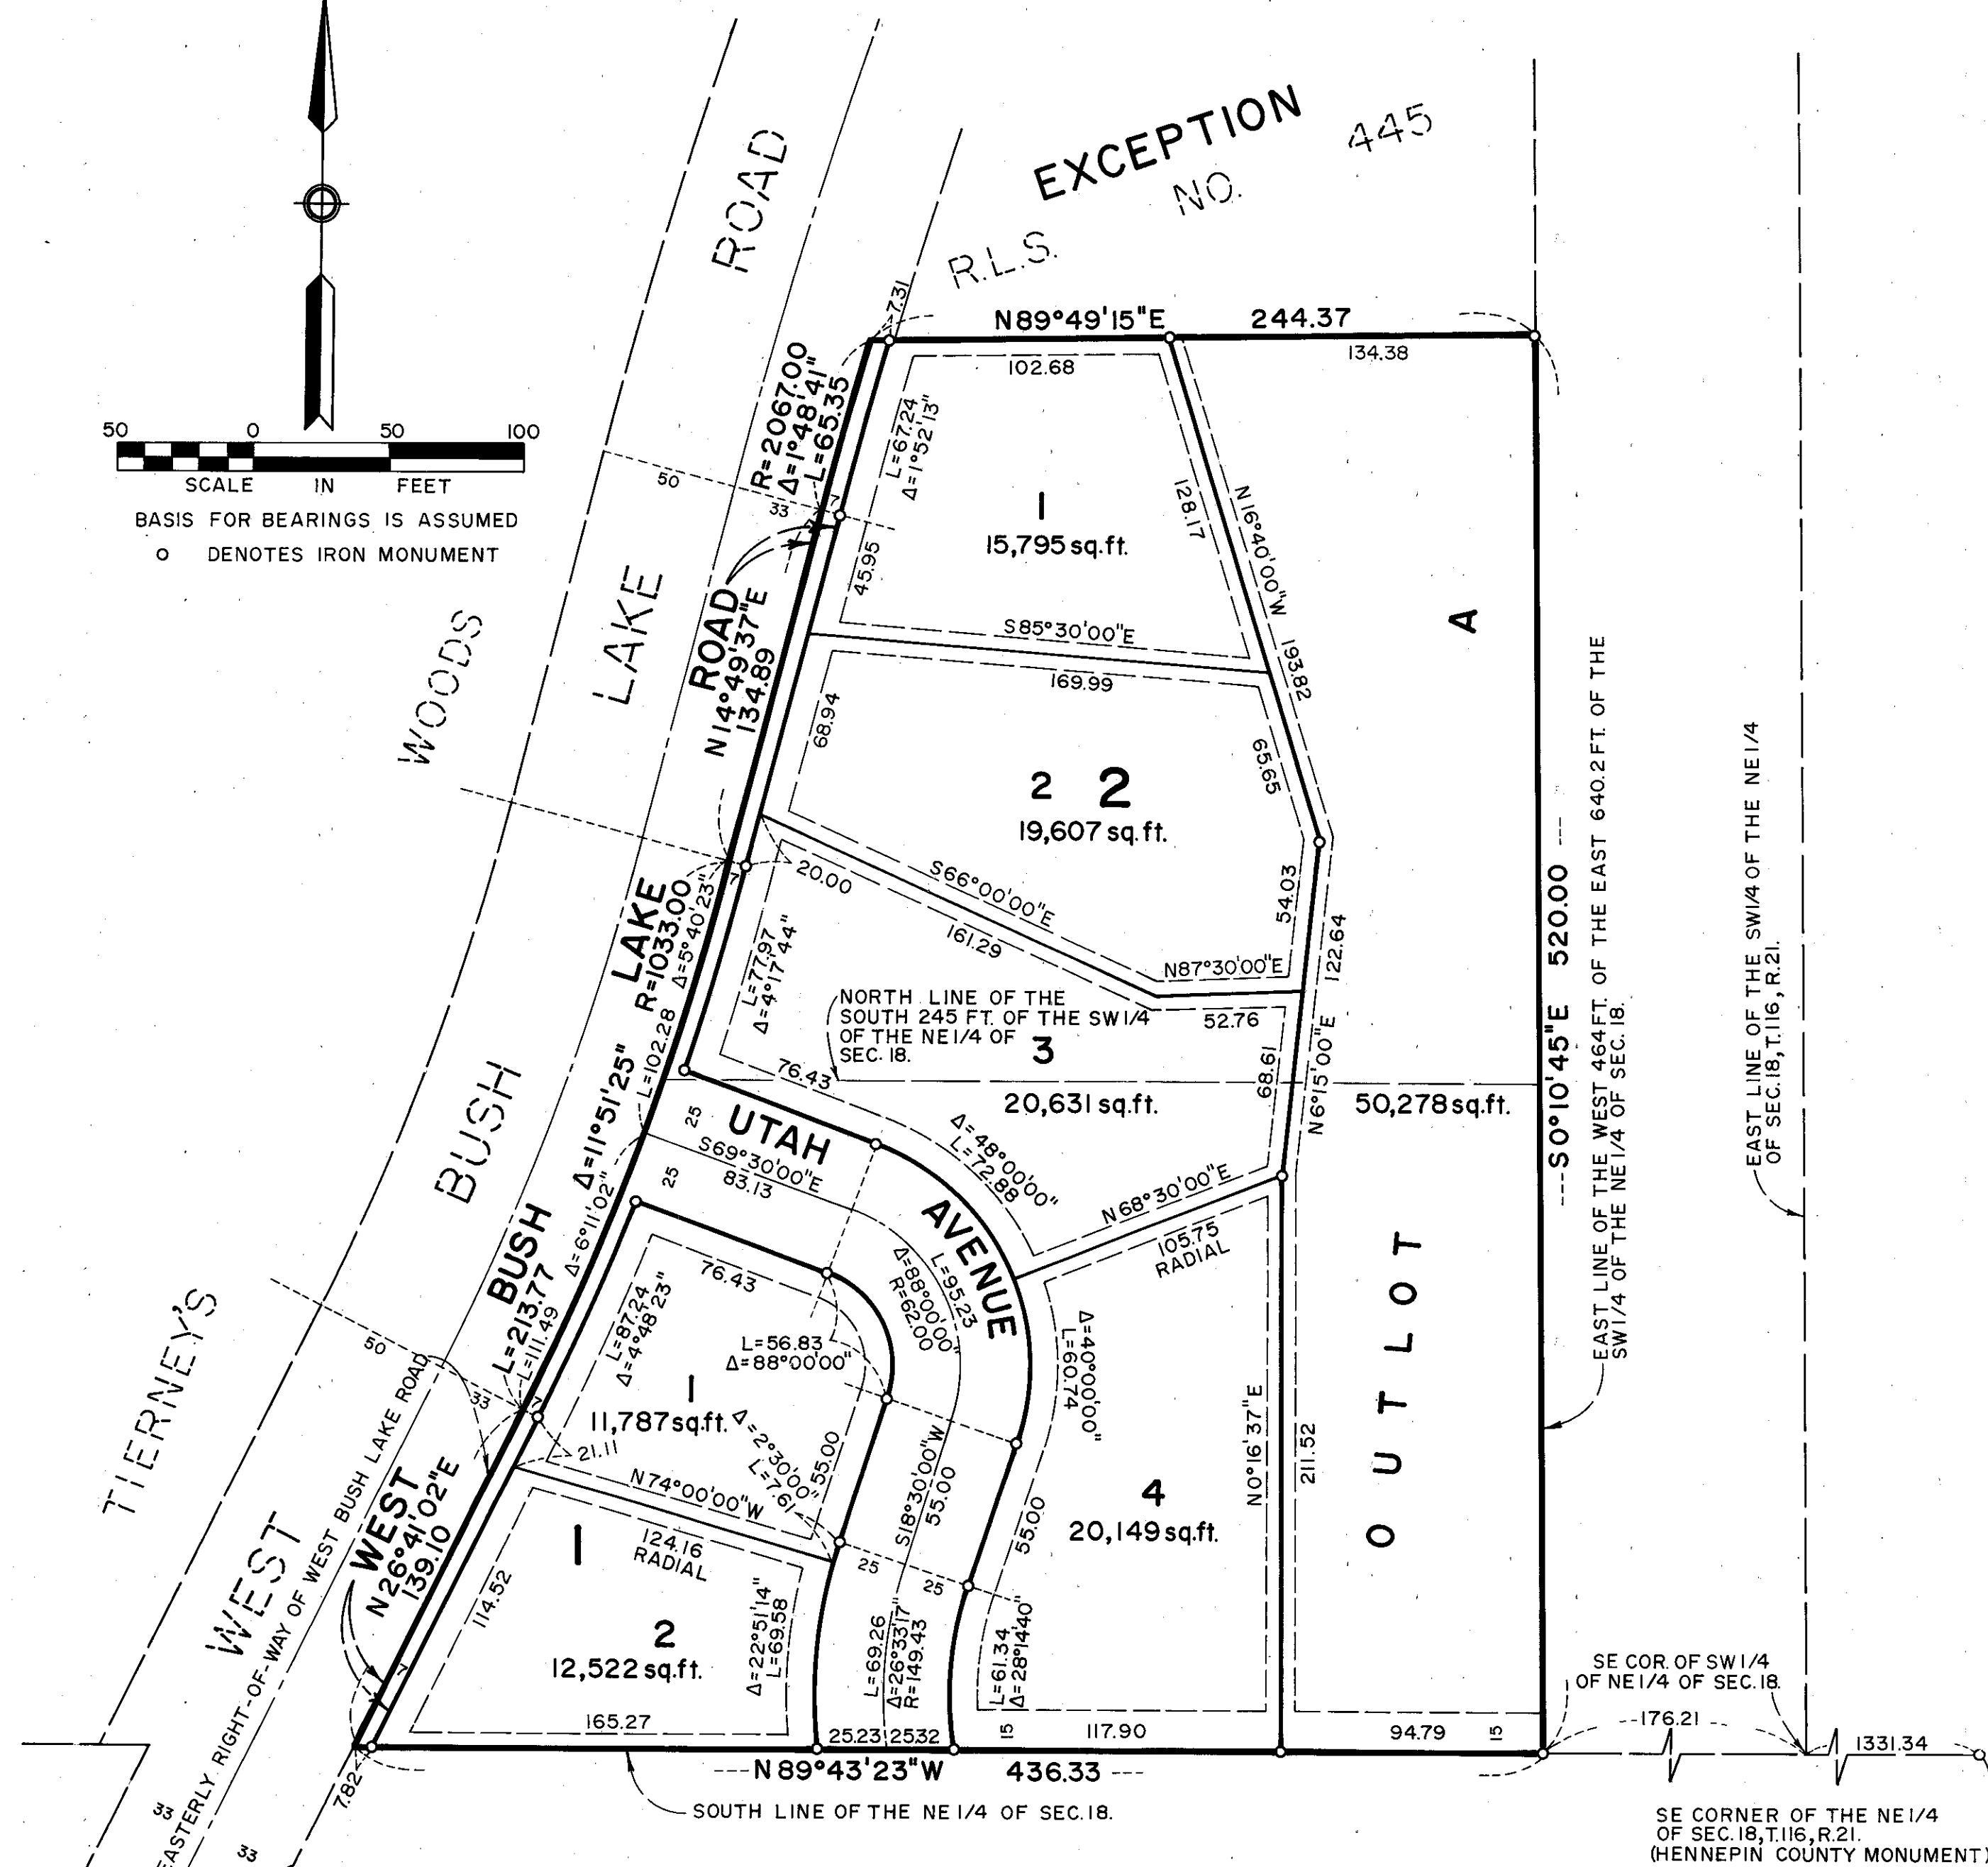 EXCEPTION
445
NO.
R.L.S.
ROAD
7.31
N89°49'15"E
244.37
134.38
102.68
R=2067.00
Δ=1°48'41"
L=65.35
L=67.24
Δ=1°52'13"
50 0 50 100
SCALE IN FEET
BASIS FOR BEARINGS IS ASSUMED
o DENOTES IRON MONUMENT
50
33
7
7
45.95
128.17
N16°40'00"W
193.82
1
15,795 sq.ft.
A
LAKE
WOODS
ROAD
N14°49'37"E
134.89
S85°30'00"E
169.99
68.94
65.65
2 2
19,607 sq.ft.
54.03
122.64
20.00
7
S66°00'00"E
161.29
N87°30'00"E
52.76
LAKE
R=1033.00
Δ=5°40'23"
L=102.28
L=77.97
Δ=4°17'44"
NORTH LINE OF THE
SOUTH 245 FT. OF THE SW1/4
OF THE NE1/4 OF
SEC. 18.
3
20,631 sq.ft.
68.61
N6°15'00"E
50,278 sq.ft.
S0°10'45"E 520.00
EAST LINE OF THE WEST 464FT. OF THE EAST 640.2FT. OF THE
SW1/4 OF THE NE1/4 OF SEC.18.
EAST LINE OF THE SW1/4 OF THE NE1/4
OF SEC.18,T.116, R.21.
BUSH
76.43
25
UTAH
S69°30'00"E
83.13
25
Δ=48°00'00"
L=72.88
AVENUE
N68°30'00"E
105.75
RADIAL
BUSH
Δ=11°51'25"
L=213.77
Δ=6°11'02"
L=111.49
L=87.24
Δ=4°48'23"
76.43
L=56.83
Δ=88°00'00"
L=95.23
Δ=88°00'00"
R=62.00
Δ=40°00'00"
L=60.74
50
33
7
1
11,787 sq.ft.
21.11
Δ=2°30'00"
L=7.61
55.00
S18°30'00"W
55.00
55.00
N0°16'37"E
211.52
OUTLOT
TIERNEY'S
WEST
EASTERLY RIGHT-OF-WAY OF WEST BUSH LAKE ROAD
WEST
N26°41'02"E
139.10
N74°00'00"W
124.16
RADIAL
1
4
20,149 sq.ft.
25
25
114.52
2
12,522 sq.ft.
Δ=22°51'14"
L=69.58
L=69.26
Δ=26°33'17"
R=149.43
L=61.34
Δ=28°14'40"
7
7
165.27
25.23
25.32
15
117.90
94.79
15
N89°43'23"W 436.33
7.82
33
33
SOUTH LINE OF THE NE1/4 OF SEC.18.
SE COR. OF SW1/4
OF NE1/4 OF SEC.18.
176.21
1331.34
SE CORNER OF THE NE1/4
OF SEC.18,T.116,R.21.
(HENNEPIN COUNTY MONUMENT)